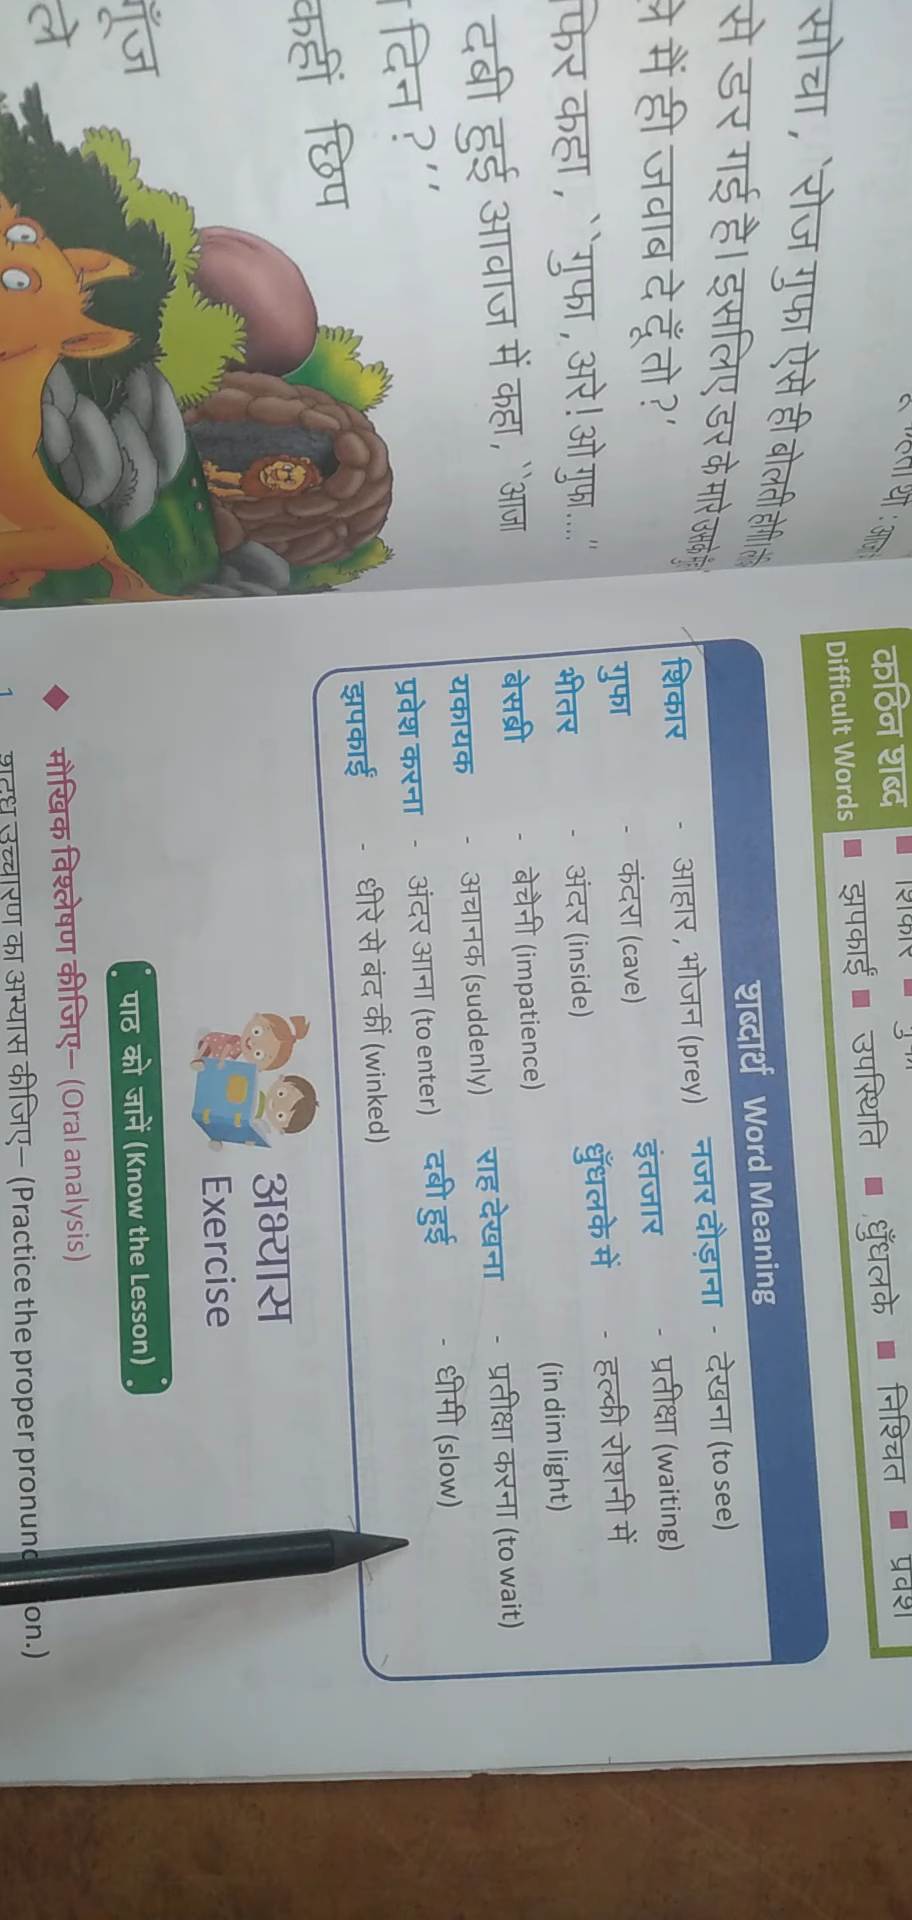 सोचा, 'रोज गुफा ऐसे ही बोलती होगी
से डर गई है। इसलिए डर के मारे उसके मुँह
मैं ही जवाब दे दूँ तो?'
फिर कहा, "गुफा, अरे! ओ गुफा...."
दबी हुई आवाज में कहा, "आजा
दिन?"
कहीं छिप
गूँज
ले
कठिन शब्द
Difficult Words
शिकार
झपकाई ■ उपस्थिति ■ धुँधलके ■ निश्चित ■ प्रवेश
शब्दार्थ Word Meaning
शिकार - आहार, भोजन (prey) नजर दौड़ाना - देखना (to see)
गुफा - कंदरा (cave) इंतजार - प्रतीक्षा (waiting)
भीतर - अंदर (inside) धुँधलके में - हल्की रोशनी में
(in dim light)
बेसब्री - बेचैनी (impatience)
यकायक - अचानक (suddenly) राह देखना - प्रतीक्षा करना (to wait)
प्रवेश करना - अंदर आना (to enter) दबी हुई - धीमी (slow)
झपकाई - धीरे से बंद की (winked)
अभ्यास
Exercise
पाठ को जानें (Know the Lesson)
मौखिक विश्लेषण कीजिए– (Oral analysis)
1 शुद्ध उच्चारण का अभ्यास कीजिए– (Practice the proper